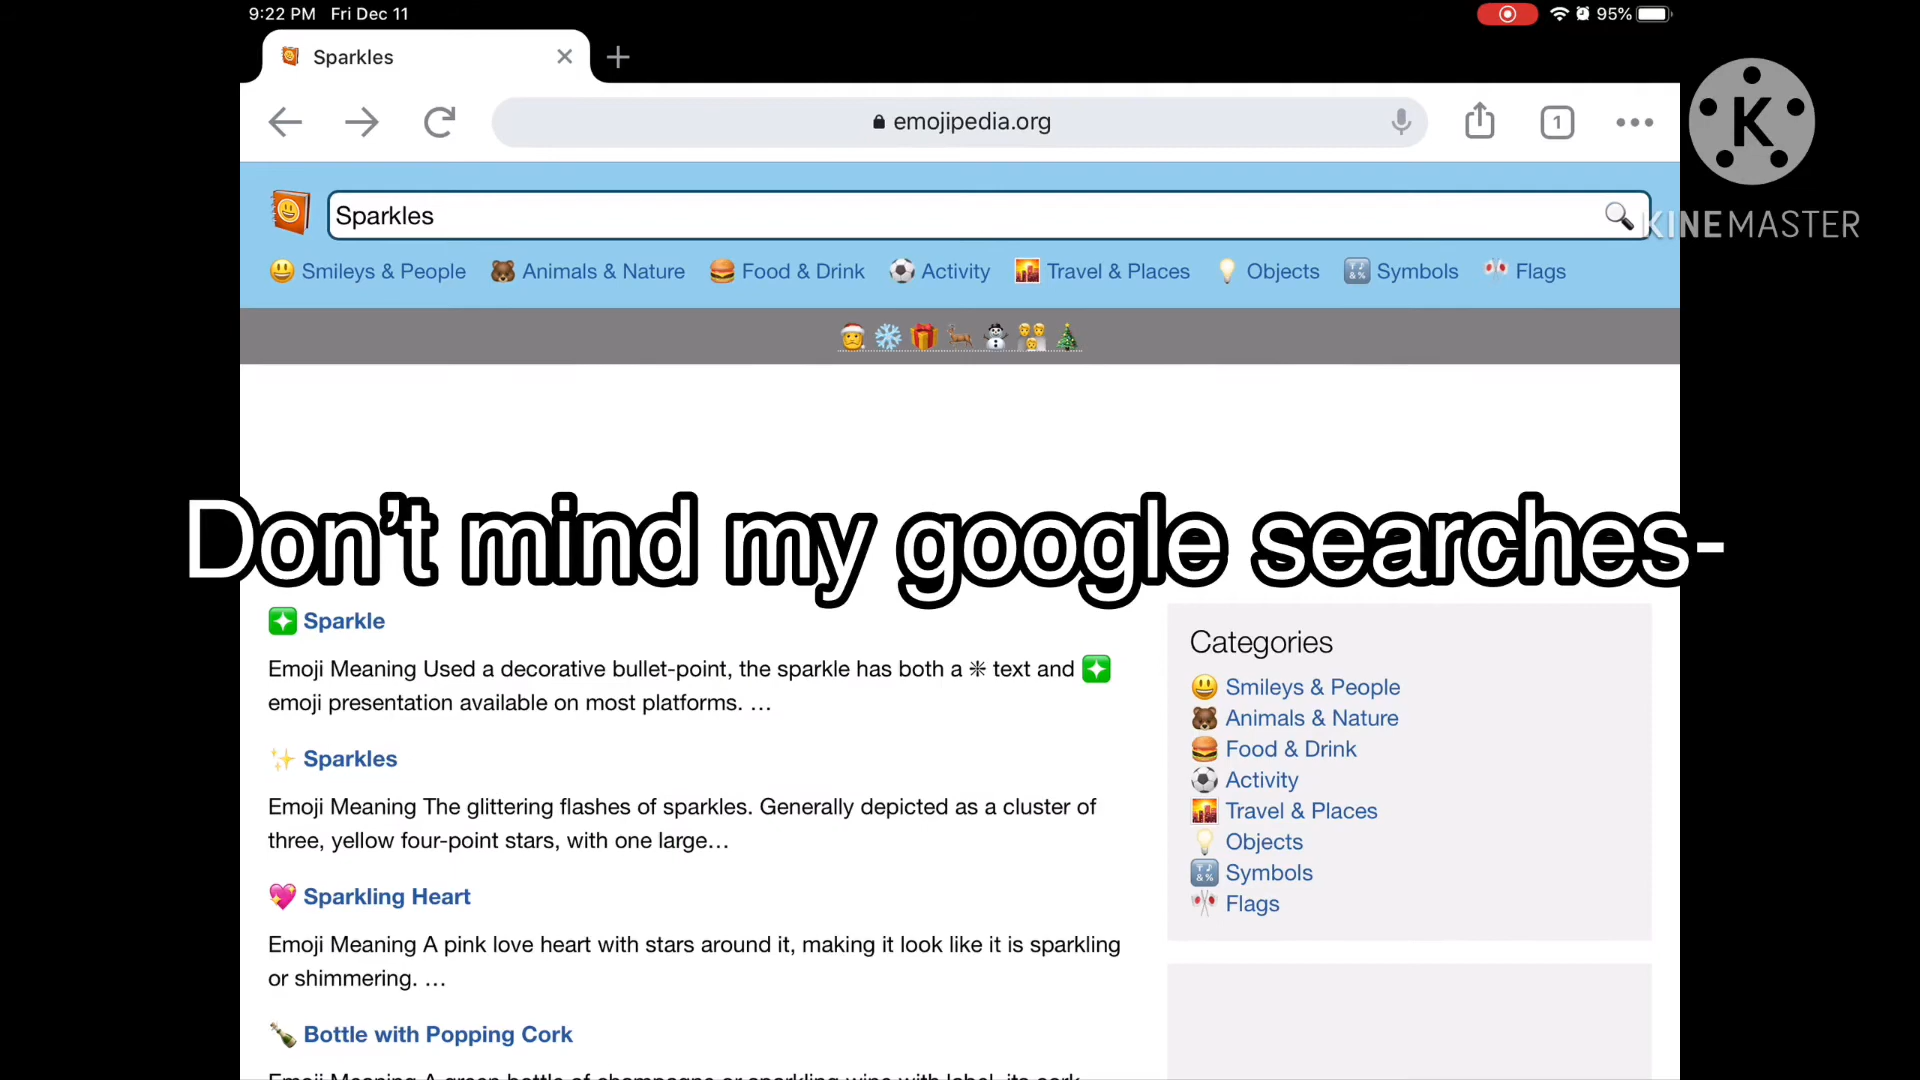 9:22 PM Fri Dec 11
95%
Sparkles
emojipedia.org
1
K
KINEMASTER
Sparkles
Smileys & People Animals & Nature Food & Drink Activity Travel & Places Objects Symbols Flags
Don't mind my google searches-
Sparkle
Emoji Meaning Used a decorative bullet-point, the sparkle has both a ❈ text and
emoji presentation available on most platforms. …
Sparkles
Emoji Meaning The glittering flashes of sparkles. Generally depicted as a cluster of
three, yellow four-point stars, with one large…
Sparkling Heart
Emoji Meaning A pink love heart with stars around it, making it look like it is sparkling
or shimmering. …
Bottle with Popping Cork
Categories
Smileys & People
Animals & Nature
Food & Drink
Activity
Travel & Places
Objects
Symbols
Flags